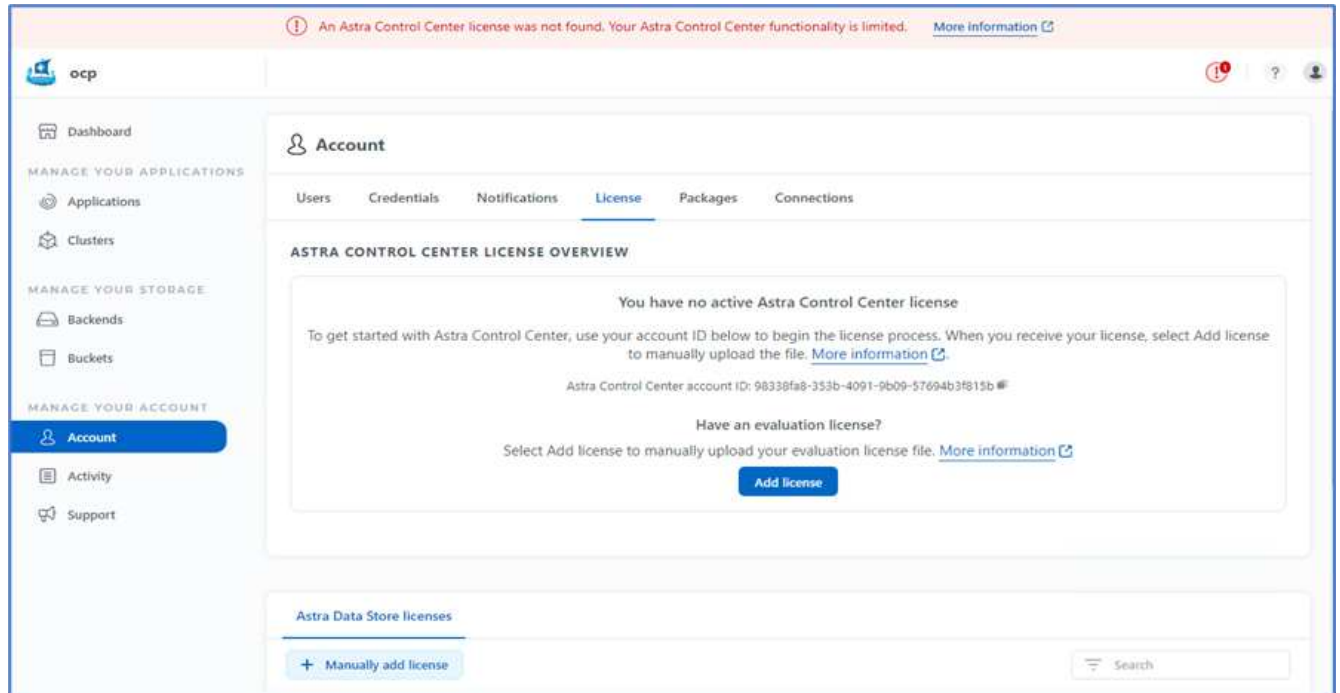 An Astra Control Center license was not found. Your Astra Control Center functionality is limited. More information
ocp
1
?
Dashboard
MANAGE YOUR APPLICATIONS
Applications
Clusters
MANAGE YOUR STORAGE
Backends
Buckets
MANAGE YOUR ACCOUNT
Account
Activity
Support
Account
Users Credentials Notifications License Packages Connections
ASTRA CONTROL CENTER LICENSE OVERVIEW
You have no active Astra Control Center license
To get started with Astra Control Center, use your account ID below to begin the license process. When you receive your license, select Add license
to manually upload the file. More information.
Astra Control Center account ID: 98338fa8-353b-4091-9b09-57694b3f815b
Have an evaluation license?
Select Add license to manually upload your evaluation license file. More information
Add license
Astra Data Store licenses
+ Manually add license
Search